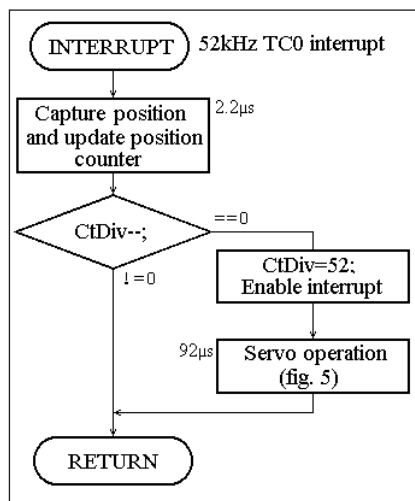 INTERRUPT
52kHz TC0 interrupt
2.2µs
Capture position
and update position
counter
CtDiv--;
==0
!=0
CtDiv=52;
Enable interrupt
92µs
Servo operation
(fig. 5)
RETURN